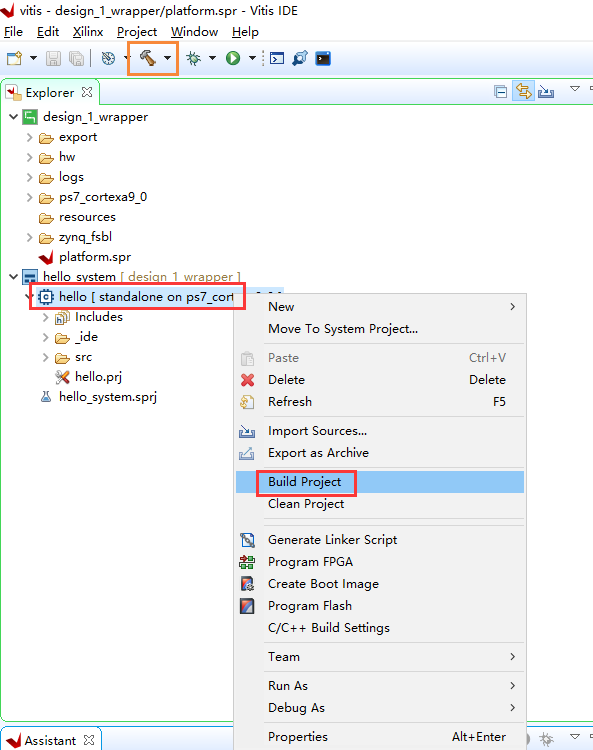 vitis - design_1_wrapper/platform.spr - Vitis IDE
File Edit Xilinx Project Window Help
Explorer
design_1_wrapper
export
hw
logs
ps7_cortexa9_0
resources
zynq_fsbl
platform.spr
hello_system [ design_1_wrapper ]
hello [ standalone on ps7_cort
Includes
_ide
src
hello.prj
hello_system.sprj
New
Move To System Project...
Paste Ctrl+V
Delete Delete
Refresh F5
Import Sources...
Export as Archive
Build Project
Clean Project
Generate Linker Script
Program FPGA
Create Boot Image
Program Flash
C/C++ Build Settings
Team
Run As
Debug As
Properties Alt+Enter
Assistant